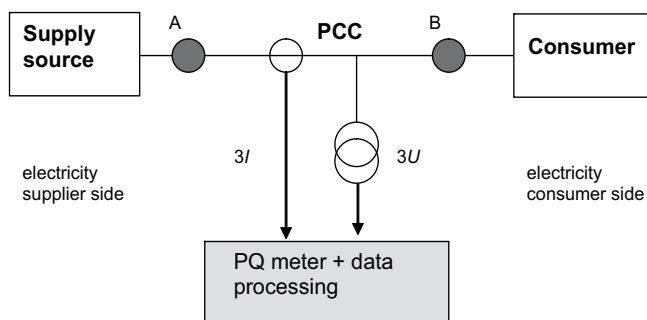 Supply
source
A
PCC
B
Consumer
electricity
supplier side
3I
3U
electricity
consumer side
PQ meter + data
processing